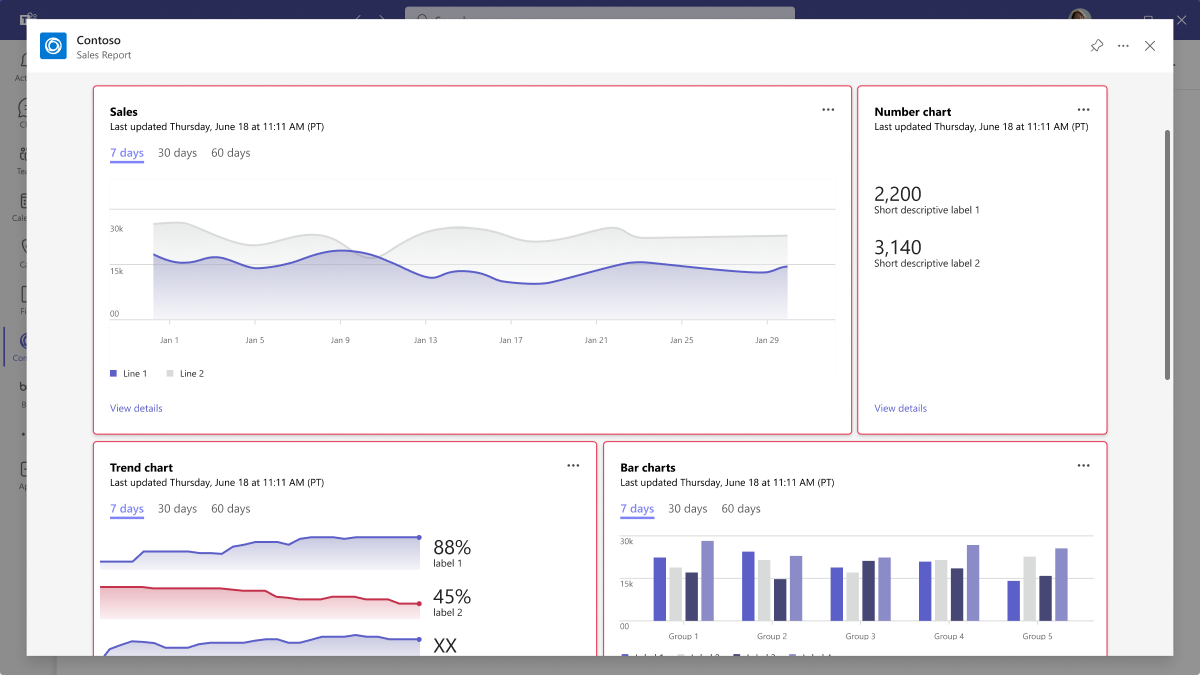 Contoso
Sales Report
Sales
Last updated Thursday, June 18 at 11:11 AM (PT)
7 days 30 days 60 days
30k
15k
00
Jan 1 Jan 5 Jan 9 Jan 13 Jan 17 Jan 21 Jan 25 Jan 29
Line 1 Line 2
View details
Number chart
Last updated Thursday, June 18 at 11:11 AM (PT)
2,200
Short descriptive label 1
3,140
Short descriptive label 2
View details
Trend chart
Last updated Thursday, June 18 at 11:11 AM (PT)
7 days 30 days 60 days
88%
label 1
45%
label 2
XX
Bar charts
Last updated Thursday, June 18 at 11:11 AM (PT)
7 days 30 days 60 days
30k
15k
00
Group 1 Group 2 Group 3 Group 4 Group 5